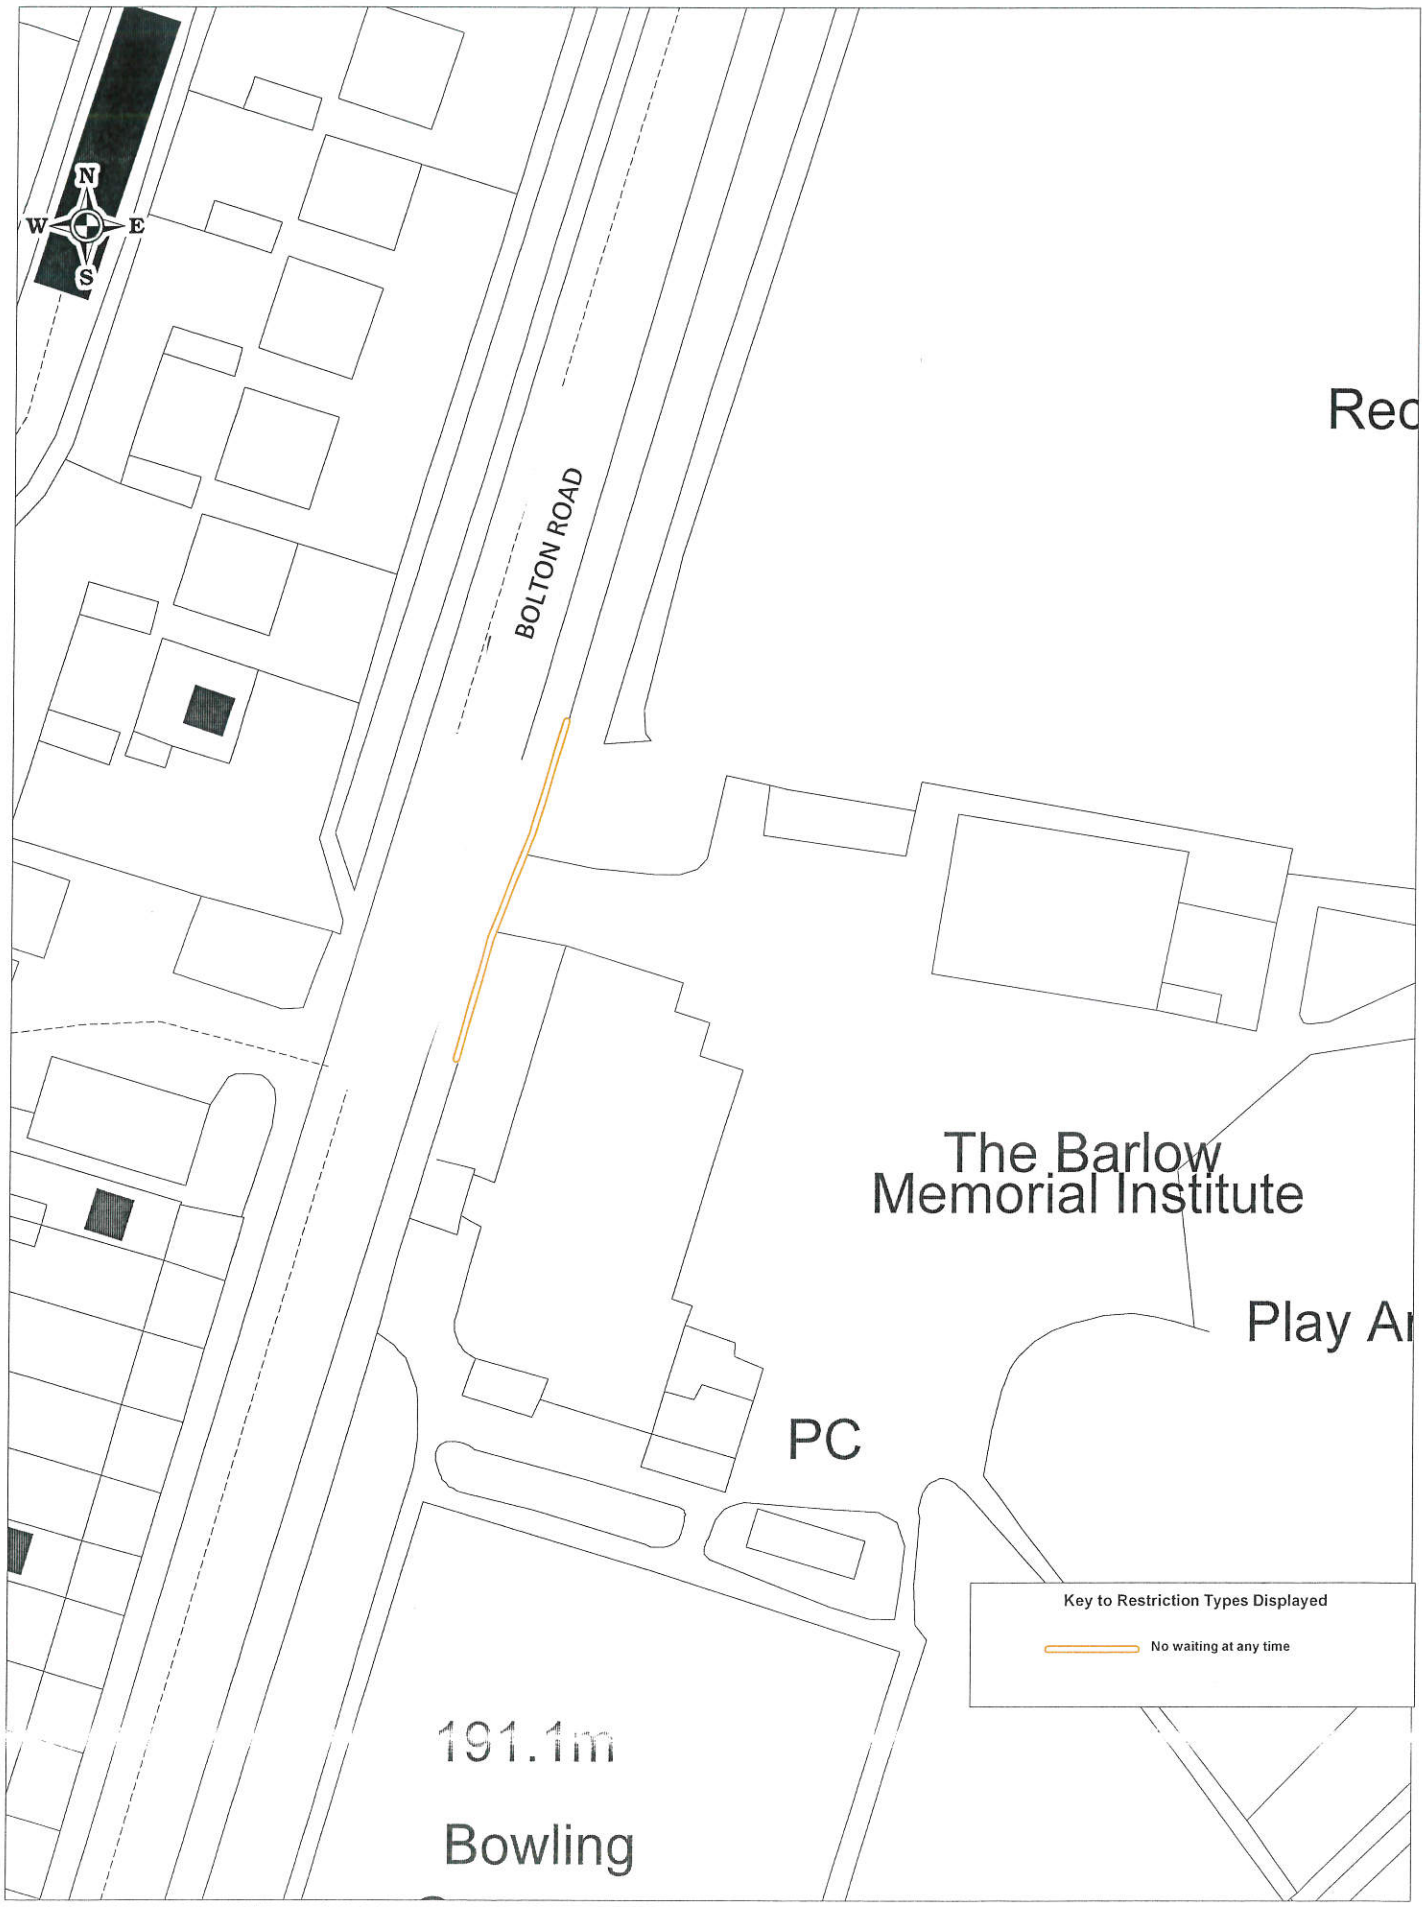 N
W E
S
Rec
BOLTON ROAD
The Barlow
Memorial Institute
Play Ar
PC
Key to Restriction Types Displayed
No waiting at any time
191.1m
Bowling